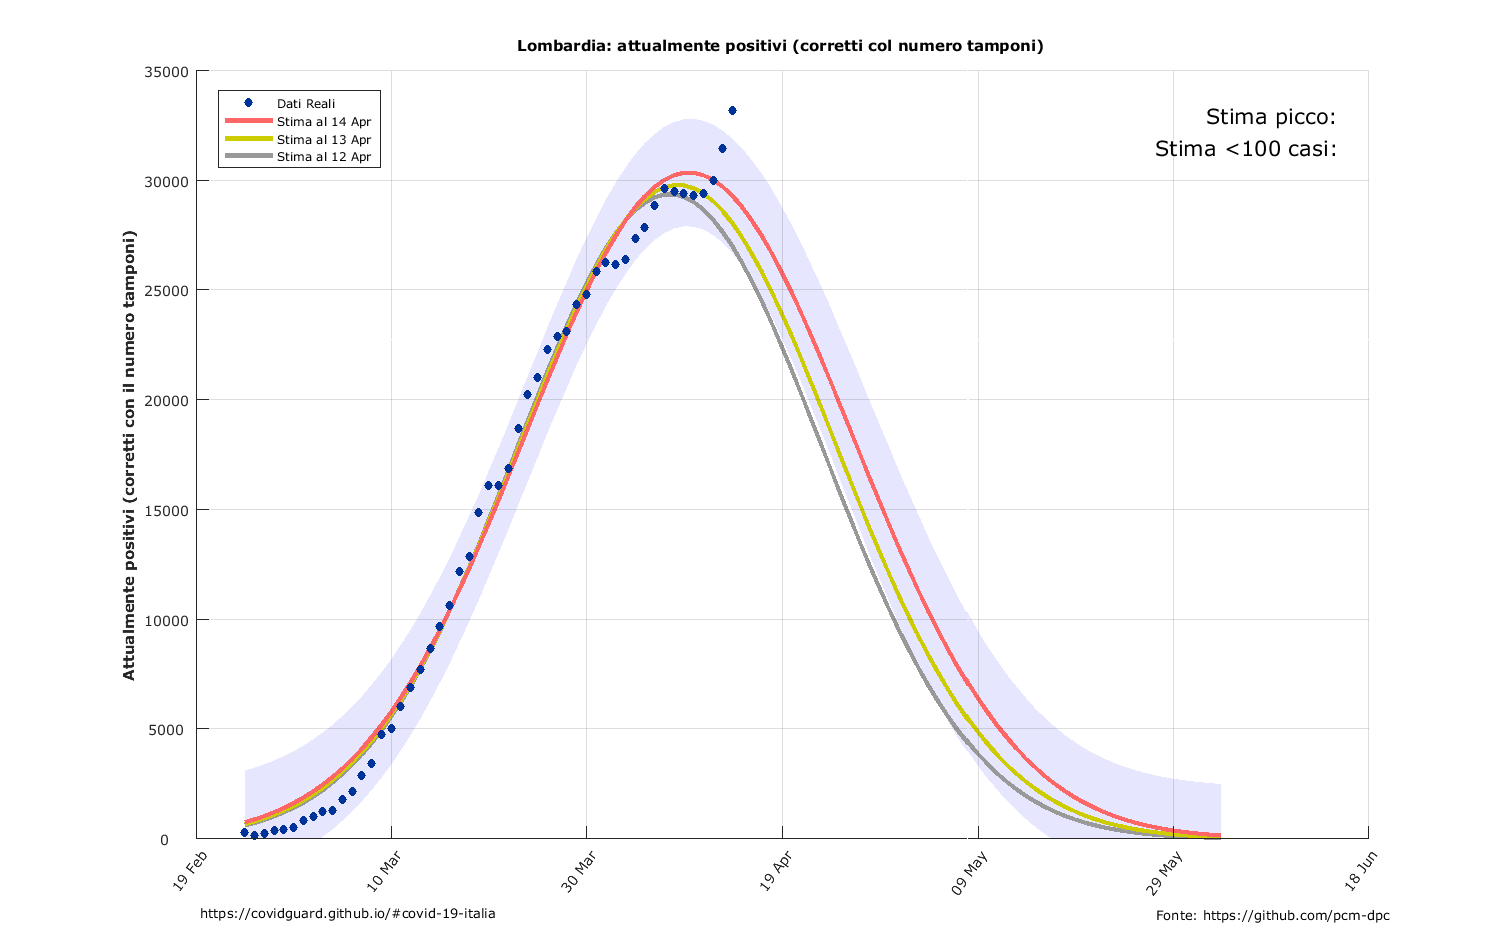 Lombardia: attualmente positivi (corretti col numero tamponi)
35000
30000
25000
20000
15000
10000
5000
0
Attualmente positivi (corretti con il numero tamponi)
Dati Reali
Stima al 14 Apr
Stima al 13 Apr
Stima al 12 Apr
Stima picco:
Stima <100 casi:
19 Feb
10 Mar
30 Mar
19 Apr
09 May
29 May
18 Jun
https://covidguard.github.io/#covid-19-italia
Fonte: https://github.com/pcm-dpc